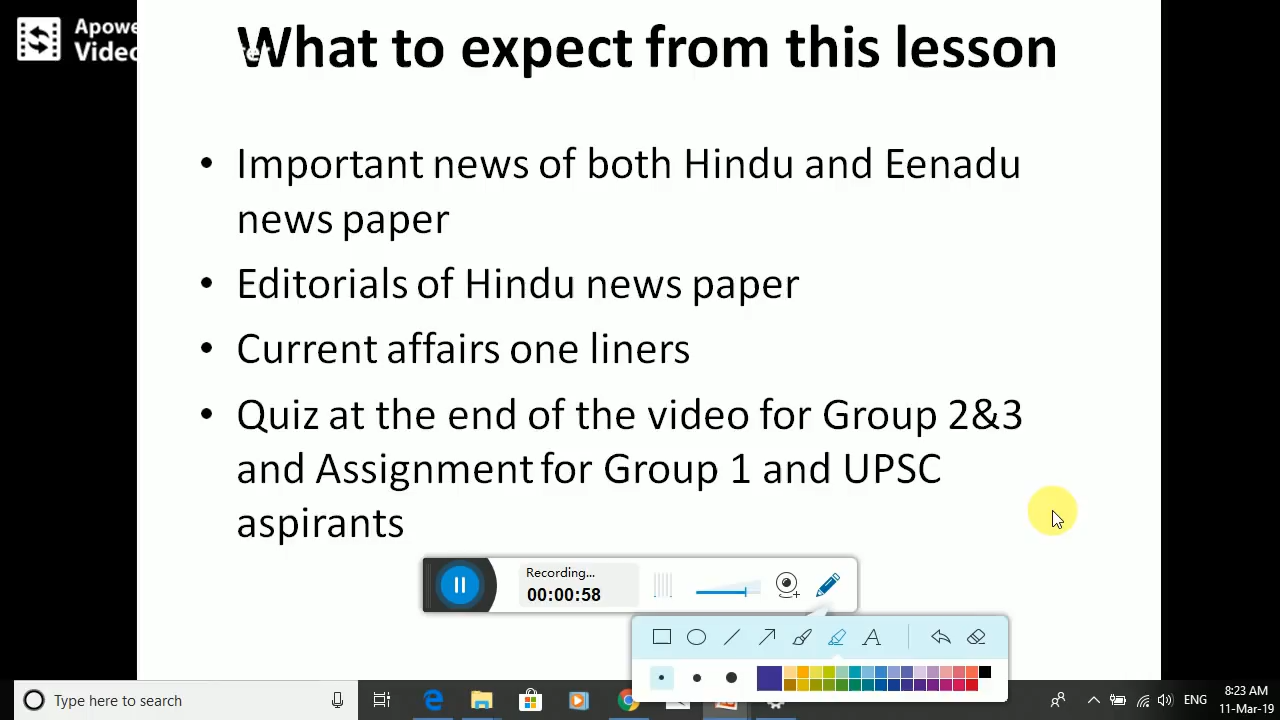 Apowe
Video
What to expect from this lesson
• Important news of both Hindu and Eenadu
news paper
• Editorials of Hindu news paper
• Current affairs one liners
• Quiz at the end of the video for Group 2&3
and Assignment for Group 1 and UPSC
aspirants
Recording...
00:00:58
A
Type here to search
ENG
8:23 AM
11-Mar-19